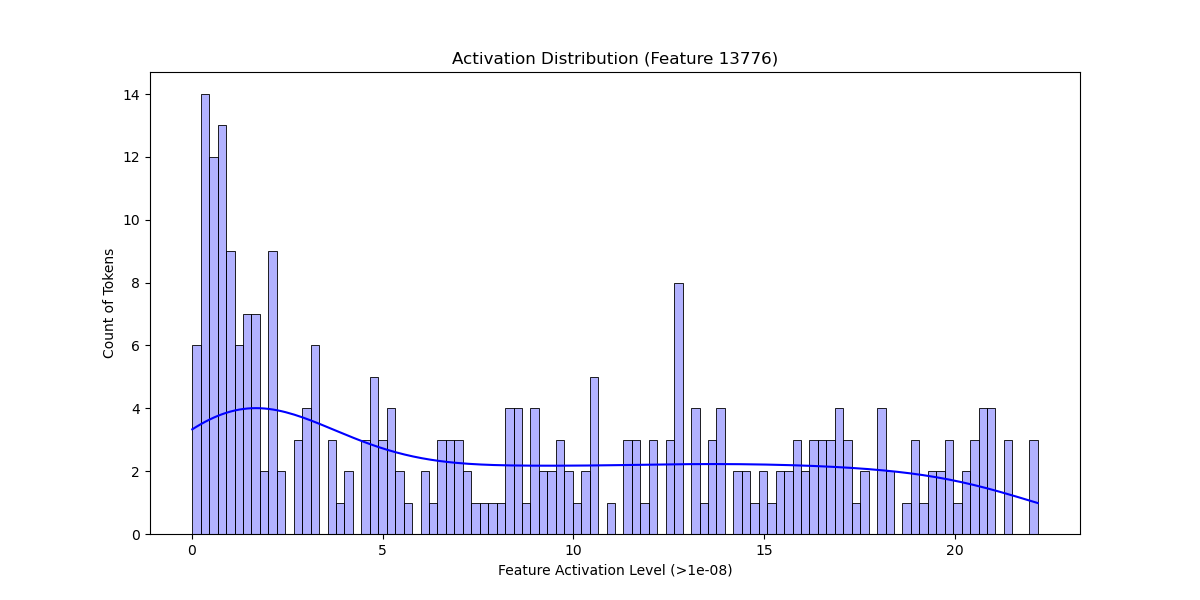 Activation Distribution (Feature 13776)
14
12
10
8
6
4
2
0
Count of Tokens
0 5 10 15 20
Feature Activation Level (>1e-08)